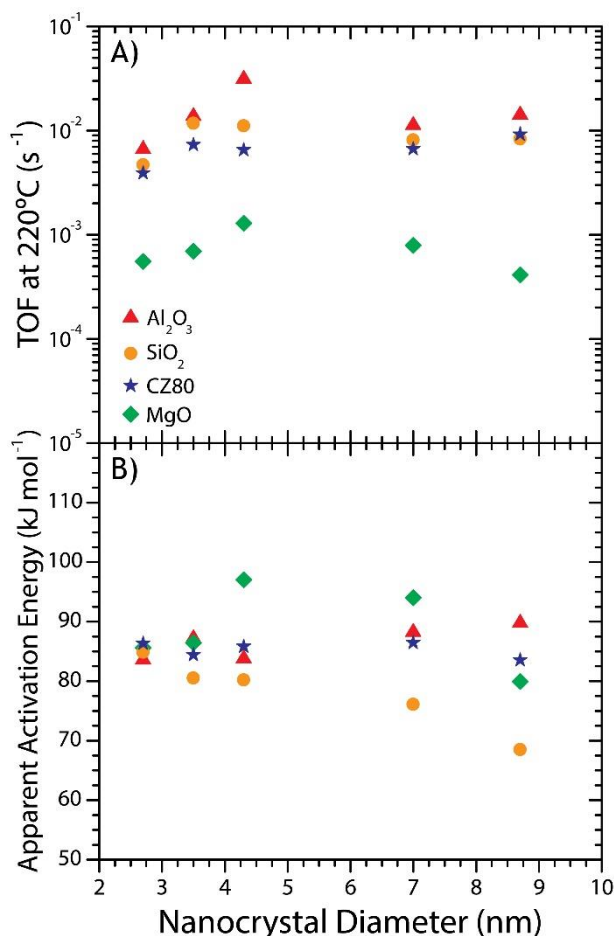 A)
TOF at 220°C (s⁻¹)
10⁻¹
10⁻²
10⁻³
10⁻⁴
10⁻⁵
Al₂O₃
SiO₂
CZ80
MgO
B)
Apparent Activation Energy (kJ mol⁻¹)
110
100
90
80
70
60
50
2 3 4 5 6 7 8 9 10
Nanocrystal Diameter (nm)